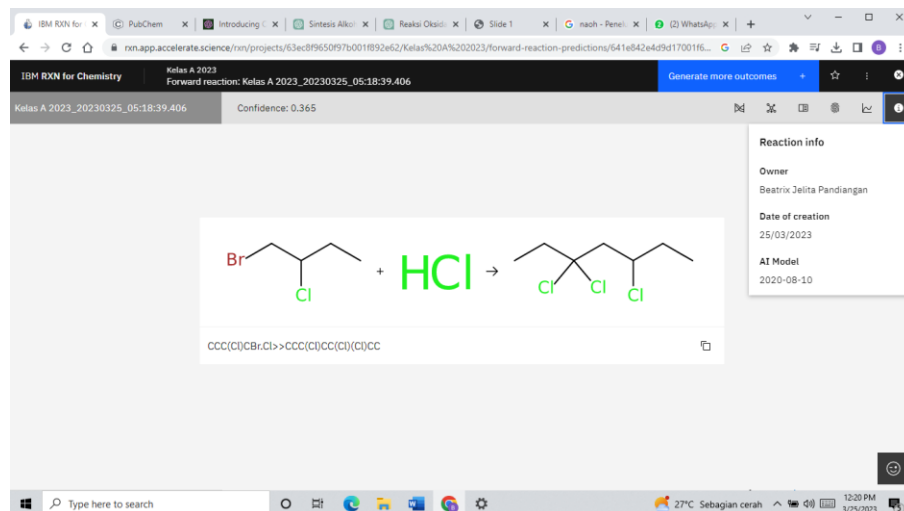 IBM RXN for
PubChem
Introducing C
Sintesis Alko
Reaksi Oksid
Slide 1
naoh - Penel
(2) WhatsApp
rxn.app.accelerate.science/rxn/projects/63ec8f9650f97b001f892e62/Kelas%20A%202023/forward-reaction-predictions/641e842e4d9d17001f6...
IBM RXN for Chemistry
Kelas A 2023
Forward reaction: Kelas A 2023_20230325_05:18:39.406
Generate more outcomes +
Kelas A 2023_20230325_05:18:39.406
Confidence: 0.365
Reaction info
Owner
Beatrix Jelita Pandiangan
Date of creation
25/03/2023
AI Model
2020-08-10
Br
Cl
+
HCl
→
Cl
Cl
Cl
CCC(Cl)CBr.Cl>>CCC(Cl)CC(Cl)(Cl)CC
Type here to search
27°C Sebagian cerah
12:20 PM
3/25/2023